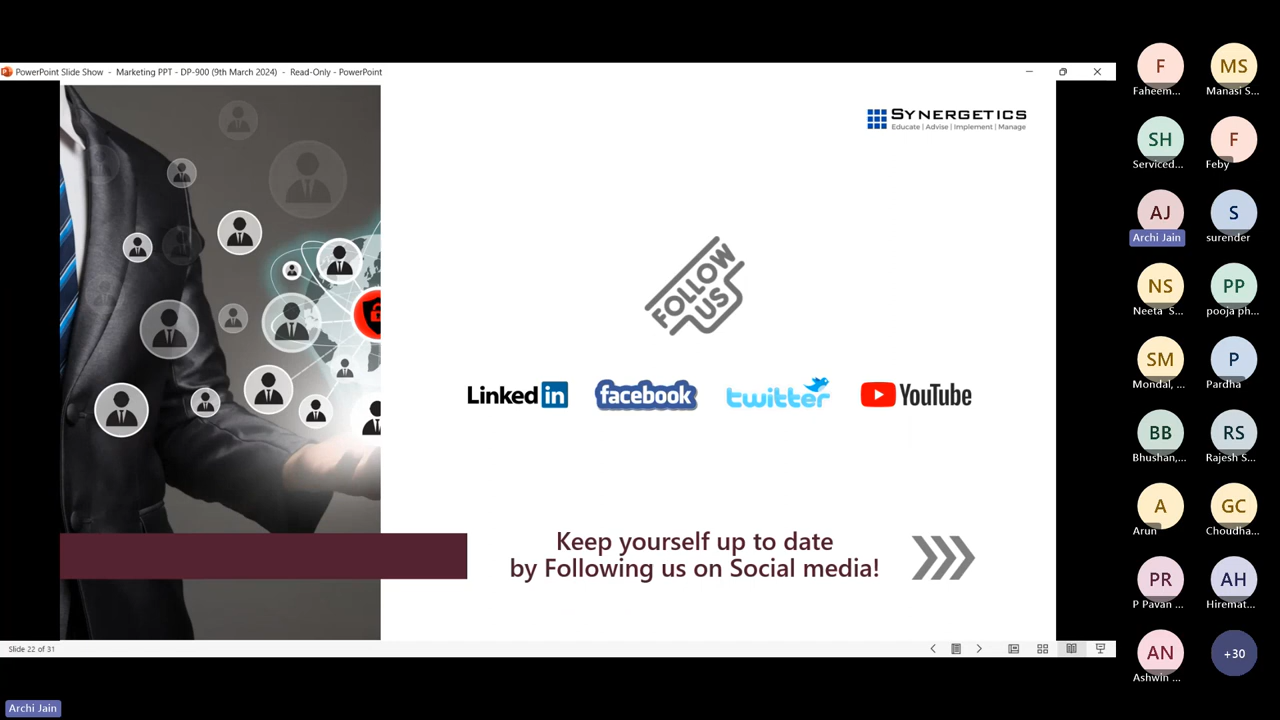 PowerPoint Slide Show - Marketing PPT - DP-900 (9th March 2024) - Read-Only - PowerPoint
SYNERGETICS
Educate | Advise | Implement | Manage
FOLLOW
US
Linked in
facebook
twitter
YouTube
Keep yourself up to date
by Following us on Social media!
Slide 22 of 31
F
Faheem...
MS
Manasi S...
SH
Serviced...
F
Feby
AJ
Archi Jain
S
surender
NS
Neeta S...
PP
pooja ph...
SM
Mondal, ...
P
Pardha
BB
Bhushan,...
RS
Rajesh S...
A
Arun
GC
Choudha...
PR
P Pavan ...
AH
Hiremat...
AN
Ashwin ...
+30
Archi Jain